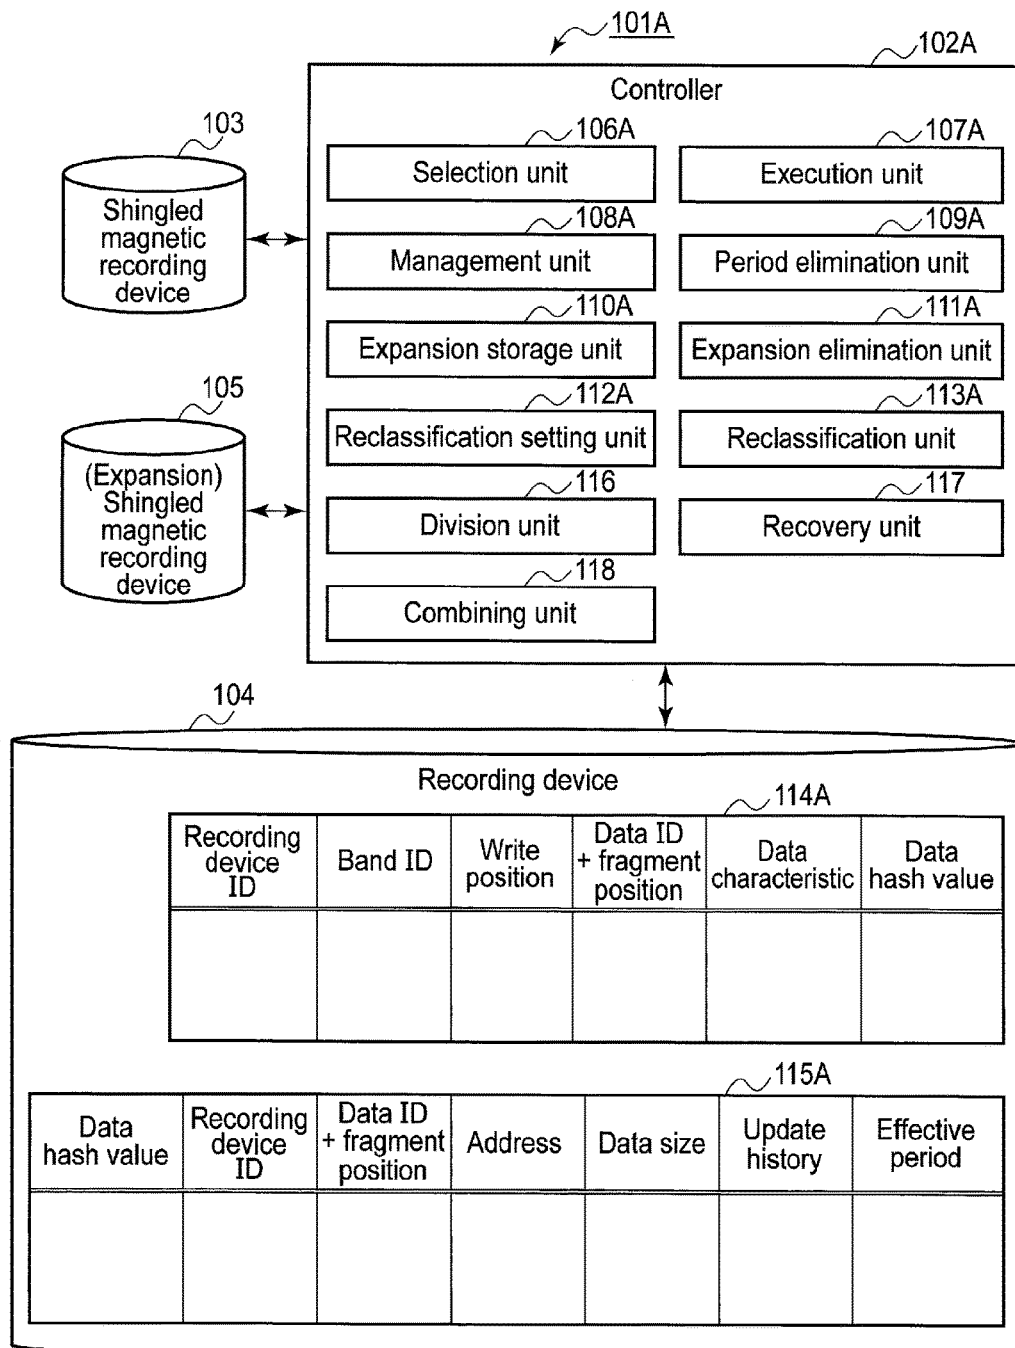 101A
102A
Controller
103
Shingled
magnetic
recording
device
106A
Selection unit
107A
Execution unit
108A
Management unit
109A
Period elimination unit
110A
Expansion storage unit
111A
Expansion elimination unit
105
(Expansion)
Shingled
magnetic
recording
device
112A
Reclassification setting unit
113A
Reclassification unit
116
Division unit
117
Recovery unit
118
Combining unit
104
Recording device
114A
Recording
device
ID
Band ID
Write
position
Data ID
+ fragment
position
Data
characteristic
Data
hash value
115A
Data
hash value
Recording
device
ID
Data ID
+ fragment
position
Address
Data size
Update
history
Effective
period